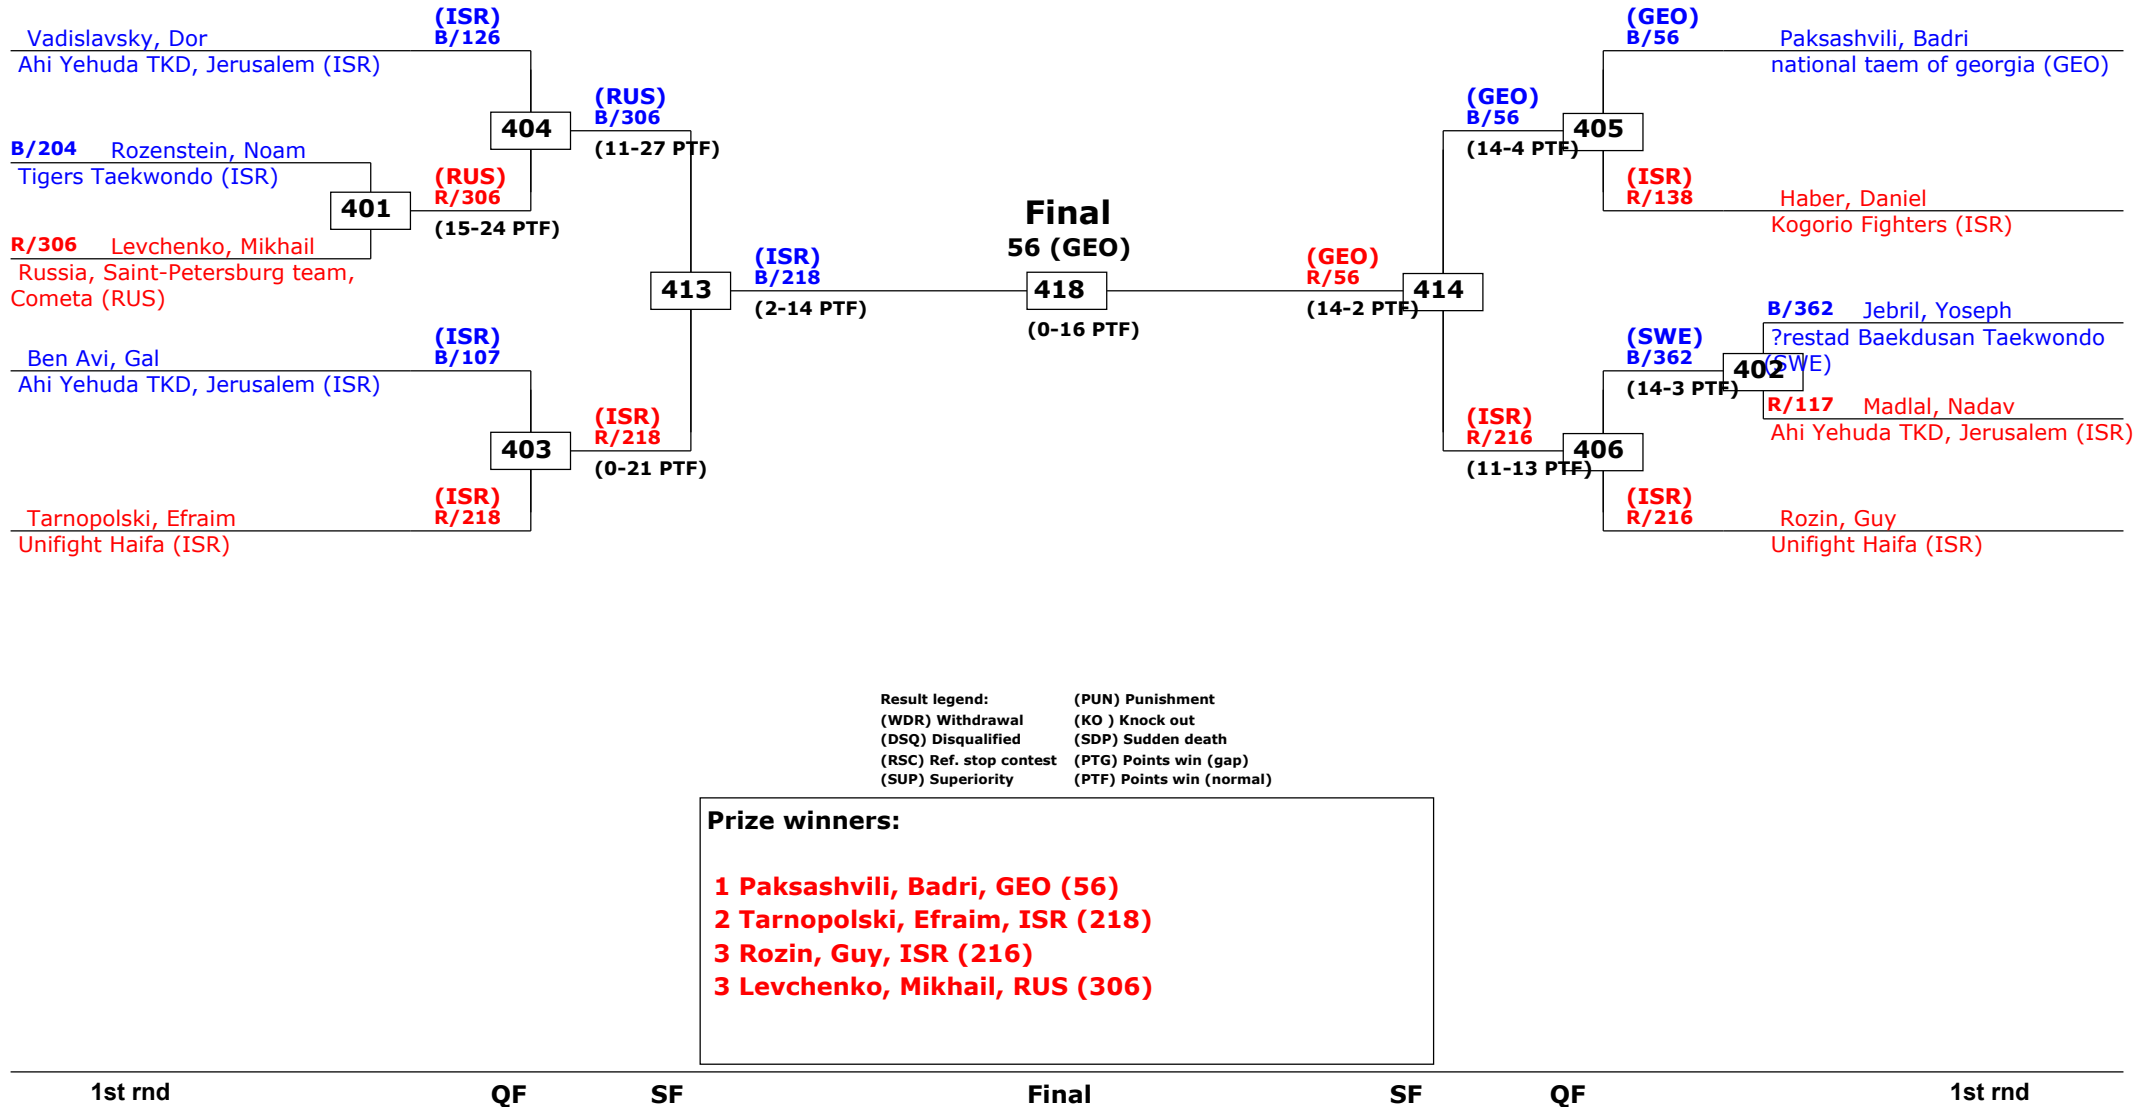 (ISR)
B/126
Vadislavsky, Dor
Ahi Yehuda TKD, Jerusalem (ISR)
404
(RUS)
B/306
(11-27 PTF)
B/204 Rozenstein, Noam
Tigers Taekwondo (ISR)
401
(RUS)
R/306
(15-24 PTF)
R/306 Levchenko, Mikhail
Russia, Saint-Petersburg team,
Cometa (RUS)
413
(ISR)
B/218
(2-14 PTF)
(ISR)
B/107
Ben Avi, Gal
Ahi Yehuda TKD, Jerusalem (ISR)
403
(ISR)
R/218
(0-21 PTF)
(ISR)
R/218
Tarnopolski, Efraim
Unifight Haifa (ISR)
Final
56 (GEO)
418
(0-16 PTF)
(GEO)
R/56
(14-2 PTF)
414
(GEO)
B/56
(14-4 PTF)
405
(GEO)
B/56
Paksashvili, Badri
national taem of georgia (GEO)
(ISR)
R/138
Haber, Daniel
Kogorio Fighters (ISR)
B/362 Jebril, Yoseph
?restad Baekdusan Taekwondo
(SWE)
(SWE)
B/362
(14-3 PTF)
402
R/117 Madlal, Nadav
Ahi Yehuda TKD, Jerusalem (ISR)
(ISR)
R/216
(11-13 PTF)
406
(ISR)
R/216
Rozin, Guy
Unifight Haifa (ISR)
Result legend: (PUN) Punishment
(WDR) Withdrawal (KO ) Knock out
(DSQ) Disqualified (SDP) Sudden death
(RSC) Ref. stop contest (PTG) Points win (gap)
(SUP) Superiority (PTF) Points win (normal)
Prize winners:
1 Paksashvili, Badri, GEO (56)
2 Tarnopolski, Efraim, ISR (218)
3 Rozin, Guy, ISR (216)
3 Levchenko, Mikhail, RUS (306)
1st rnd QF SF Final SF QF 1st rnd